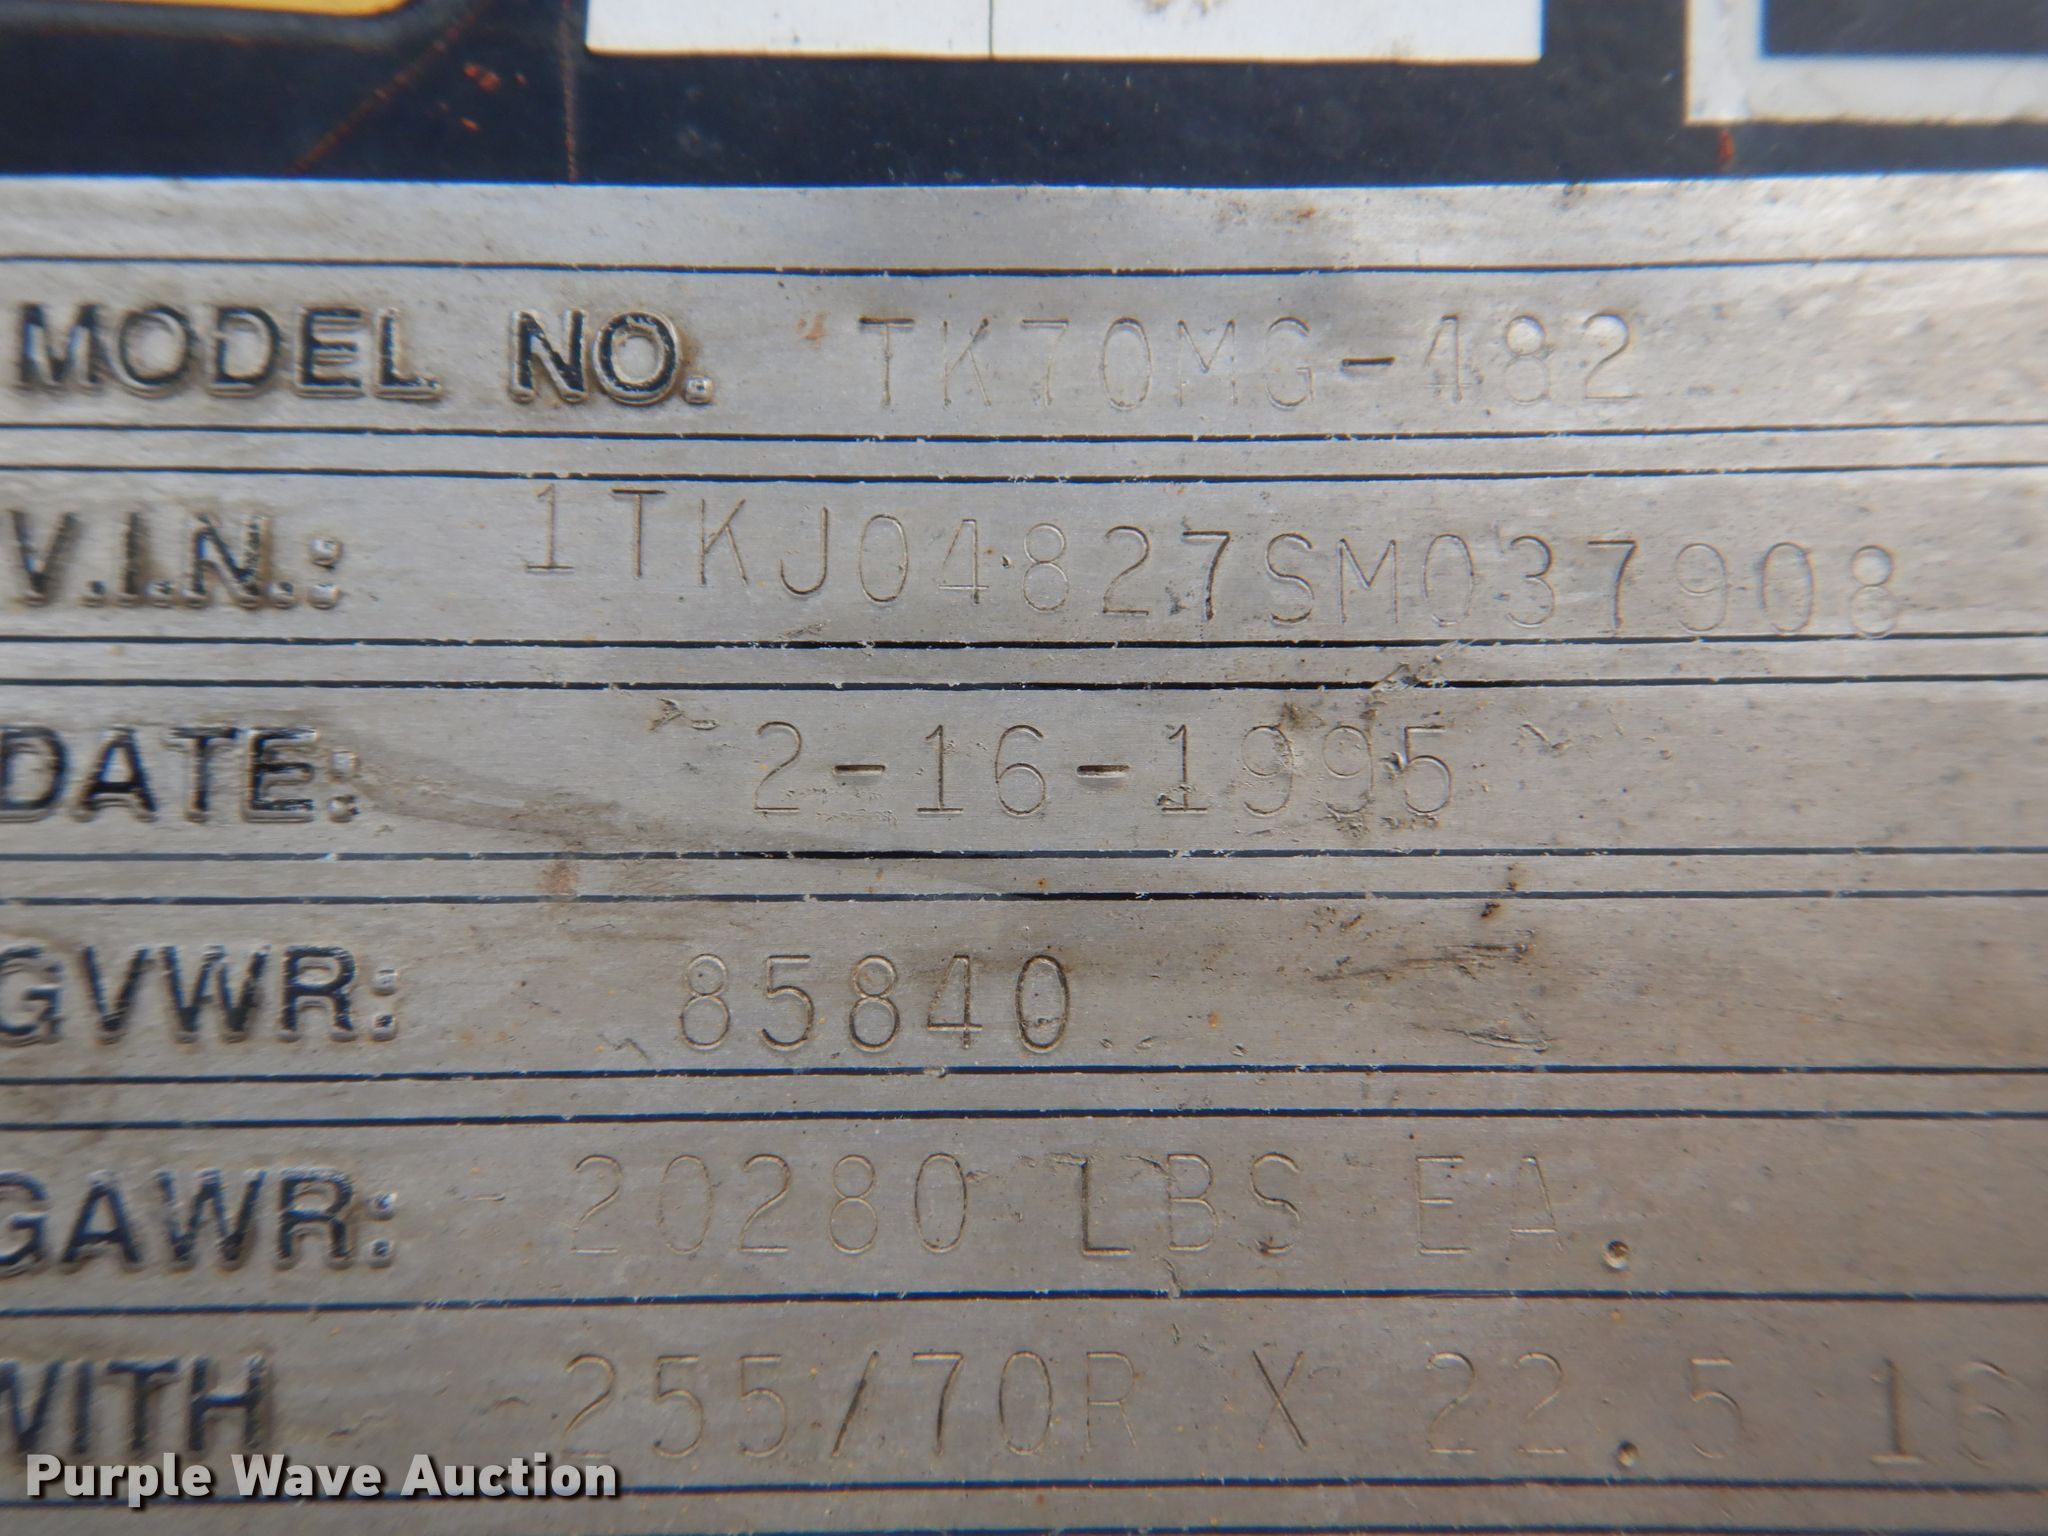 MODEL NO. TK70MG-482
V.I.N.: 1TKJ04827SM037908
DATE: 2-16-1995
GVWR: 85840
GAWR: 20280 LBS EA.
WITH 255/70R X 22.5 16
Purple Wave Auction